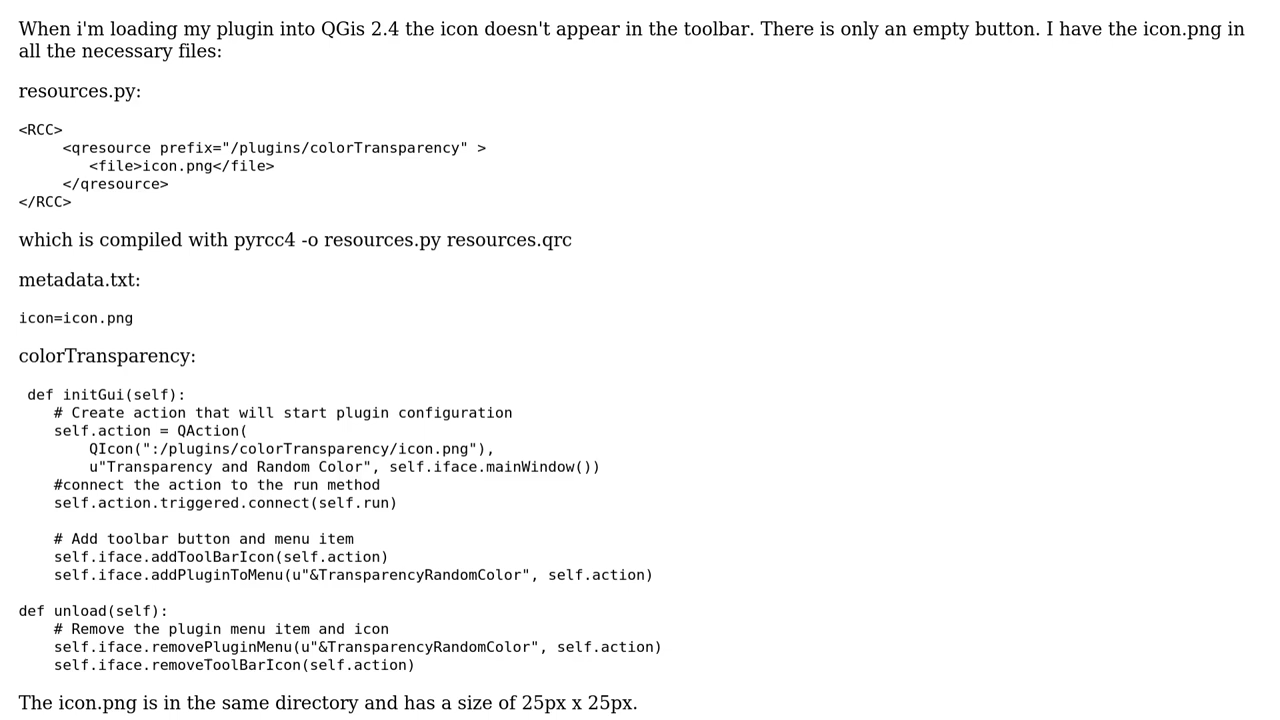 When i'm loading my plugin into QGis 2.4 the icon doesn't appear in the toolbar. There is only an empty button. I have the icon.png in
all the necessary files:
resources.py:
<RCC>
     <qresource prefix="/plugins/colorTransparency" >
        <file>icon.png</file>
     </qresource>
</RCC>
which is compiled with pyrcc4 -o resources.py resources.qrc
metadata.txt:
icon=icon.png
colorTransparency:
 def initGui(self):
    # Create action that will start plugin configuration
    self.action = QAction(
        QIcon(":/plugins/colorTransparency/icon.png"),
        u"Transparency and Random Color", self.iface.mainWindow())
    #connect the action to the run method
    self.action.triggered.connect(self.run)

    # Add toolbar button and menu item
    self.iface.addToolBarIcon(self.action)
    self.iface.addPluginToMenu(u"&TransparencyRandomColor", self.action)

def unload(self):
    # Remove the plugin menu item and icon
    self.iface.removePluginMenu(u"&TransparencyRandomColor", self.action)
    self.iface.removeToolBarIcon(self.action)
The icon.png is in the same directory and has a size of 25px x 25px.